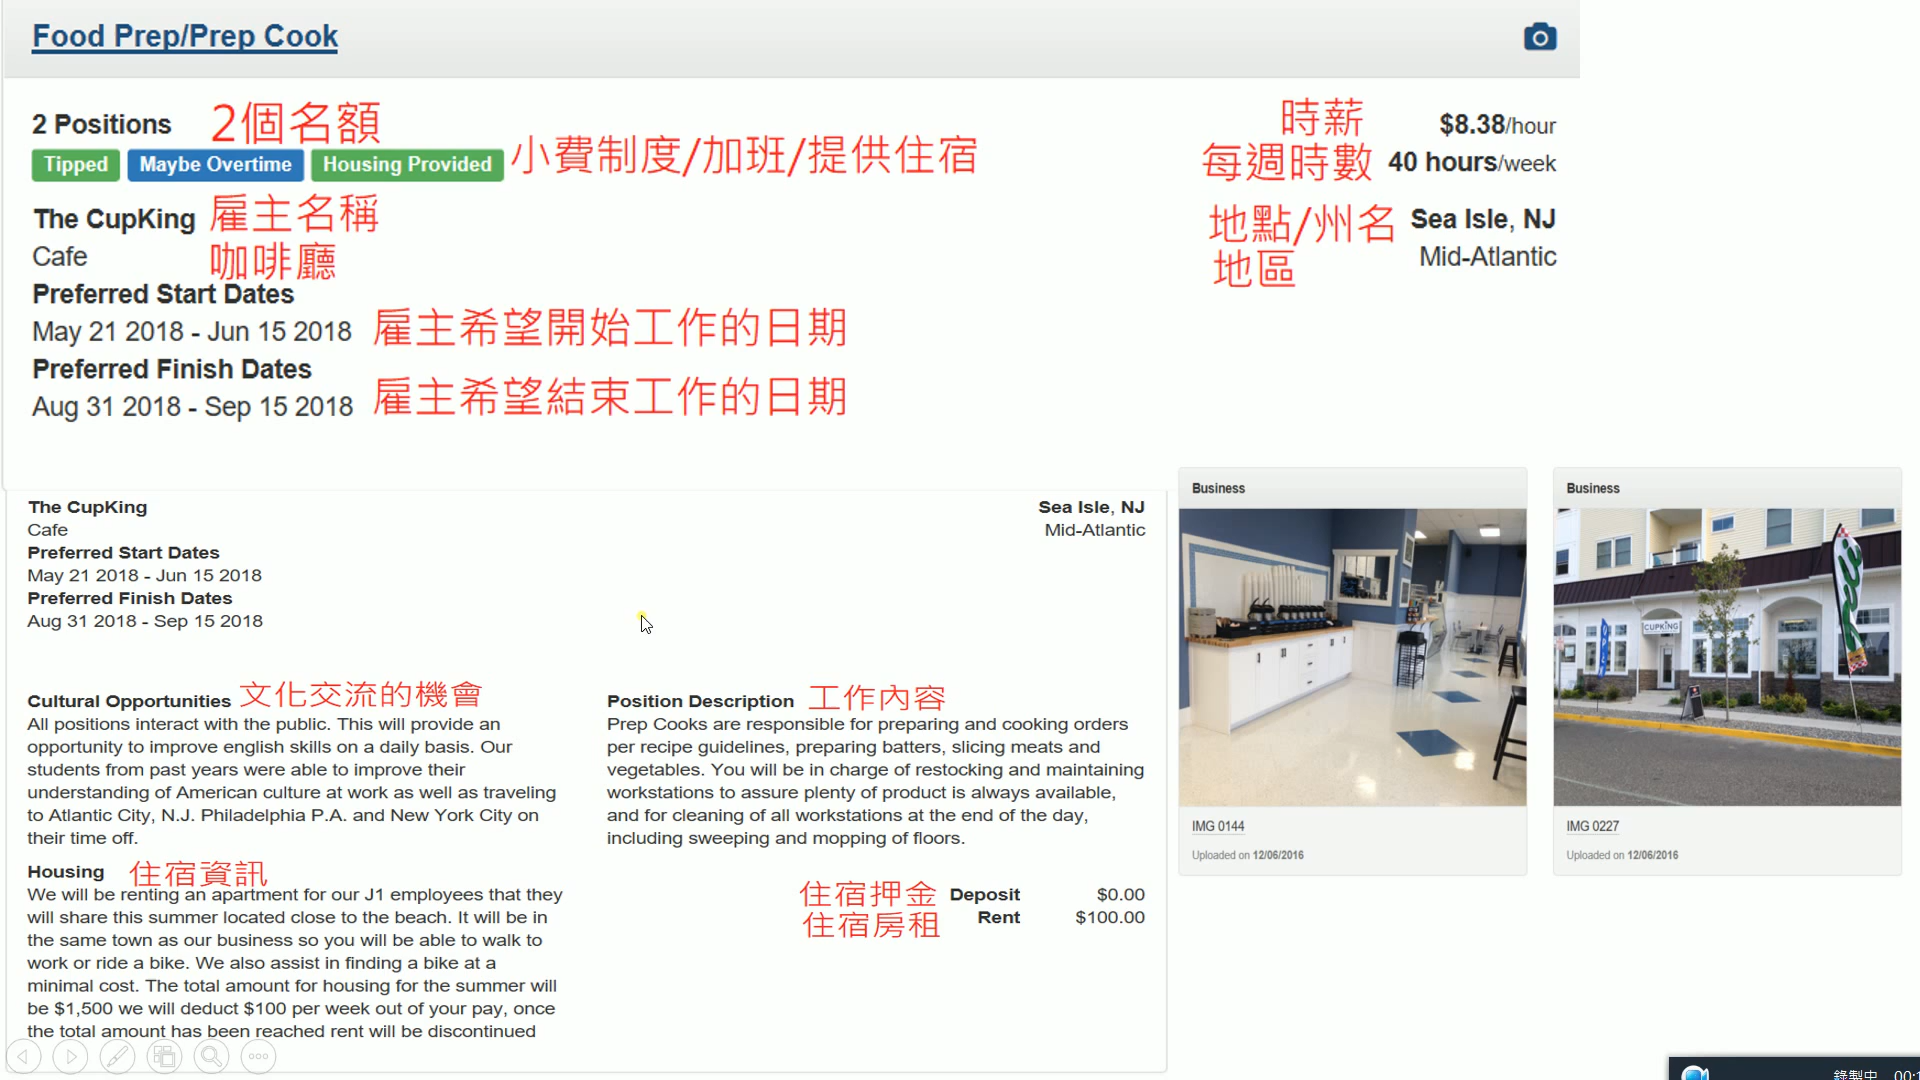 Food Prep/Prep Cook
2 Positions 2個名額
時薪 $8.38/hour
Tipped Maybe Overtime Housing Provided 小費制度/加班/提供住宿
每週時數 40 hours/week
The CupKing 雇主名稱
地點/州名 Sea Isle, NJ
Cafe 咖啡廳
地區 Mid-Atlantic
Preferred Start Dates
May 21 2018 - Jun 15 2018 雇主希望開始工作的日期
Preferred Finish Dates
Aug 31 2018 - Sep 15 2018 雇主希望結束工作的日期
The CupKing
Sea Isle, NJ
Cafe
Mid-Atlantic
Preferred Start Dates
May 21 2018 - Jun 15 2018
Preferred Finish Dates
Aug 31 2018 - Sep 15 2018
Cultural Opportunities 文化交流的機會
All positions interact with the public. This will provide an
opportunity to improve english skills on a daily basis. Our
students from past years were able to improve their
understanding of American culture at work as well as traveling
to Atlantic City, N.J. Philadelphia P.A. and New York City on
their time off.
Position Description 工作內容
Prep Cooks are responsible for preparing and cooking orders
per recipe guidelines, preparing batters, slicing meats and
vegetables. You will be in charge of restocking and maintaining
workstations to assure plenty of product is always available,
and for cleaning of all workstations at the end of the day,
including sweeping and mopping of floors.
Housing 住宿資訊
We will be renting an apartment for our J1 employees that they
will share this summer located close to the beach. It will be in
the same town as our business so you will be able to walk to
work or ride a bike. We also assist in finding a bike at a
minimal cost. The total amount for housing for the summer will
be $1,500 we will deduct $100 per week out of your pay, once
the total amount has been reached rent will be discontinued
住宿押金 Deposit $0.00
住宿房租 Rent $100.00
Business
IMG 0144
Uploaded on 12/06/2016
Business
CUPKING
IMG 0227
Uploaded on 12/06/2016
錄製中